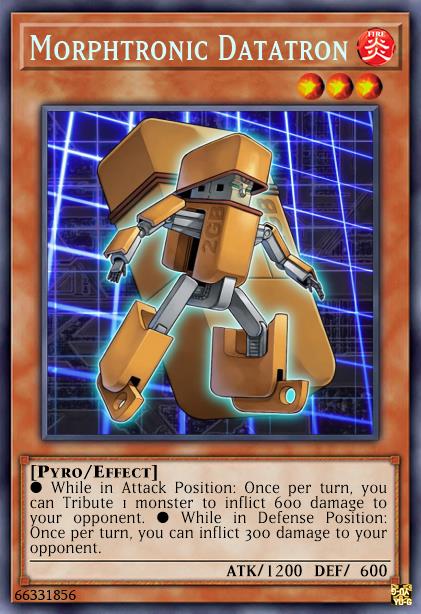 MORPHTRONIC DATATRON
FIRE
炎
2GB
[PYRO/EFFECT]
● While in Attack Position: Once per turn, you
can Tribute 1 monster to inflict 600 damage to
your opponent. ● While in Defense Position:
Once per turn, you can inflict 300 damage to your
opponent.
ATK/1200 DEF/ 600
66331856